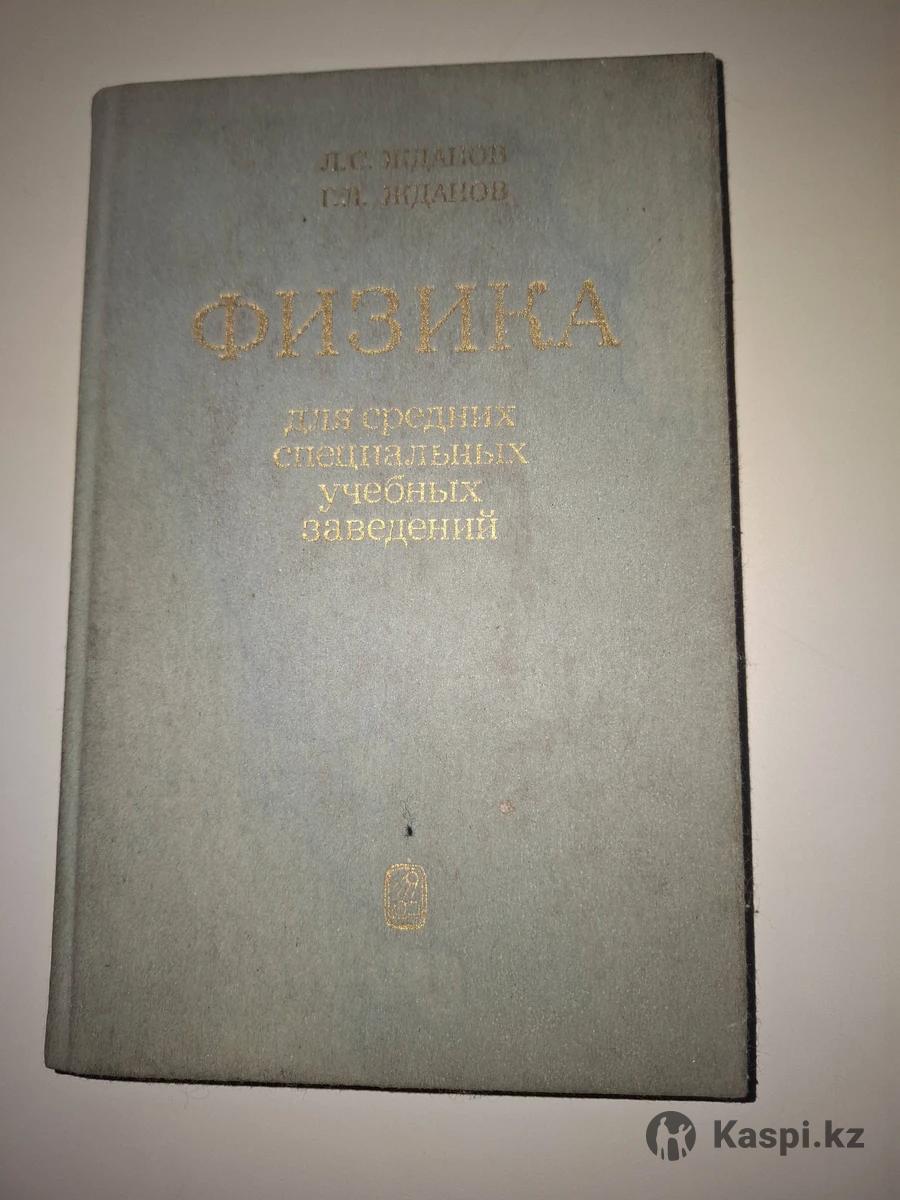 Л.С. ЖДАНОВ
Г.Л. ЖДАНОВ
ФИЗИКА
для средних
специальных
учебных
заведений
Kaspi.kz